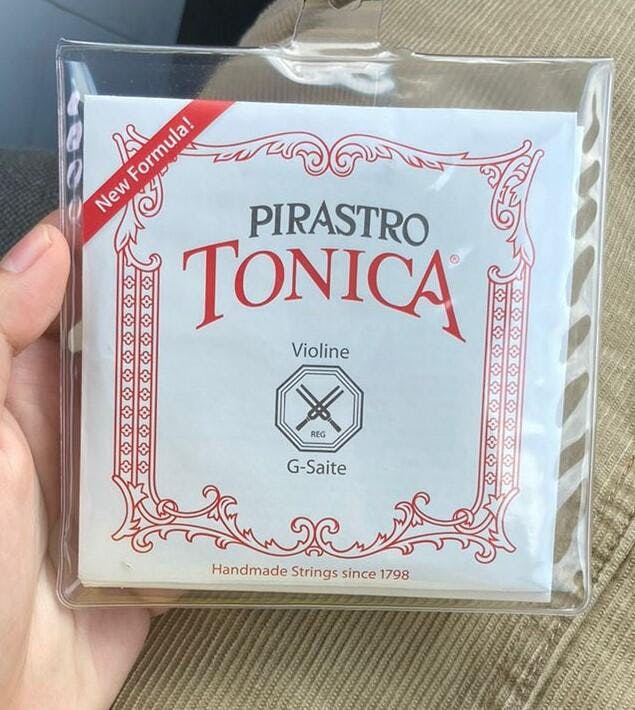 New Formula!
PIRASTRO
TONICA®
Violine
REG
G-Saite
Handmade Strings since 1798